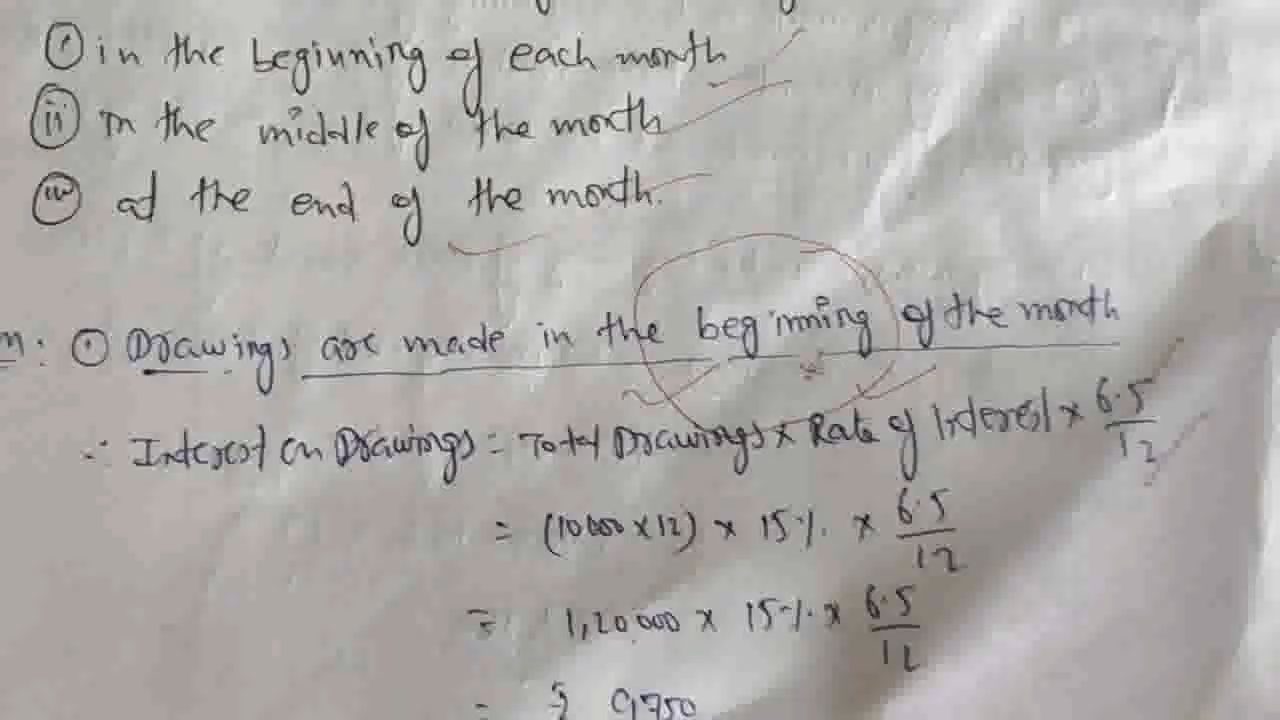 (i) in the beginning of each month
(ii) in the middle of the month
(iii) at the end of the month.
(i) Drawings are made in the beginning of the month
∴ Interest on Drawings = Total Drawings × Rate of Interest × 6.5/12
= (10000 × 12) × 15% × 6.5/12
= 1,20,000 × 15% × 6.5/12
= ₹ 9750